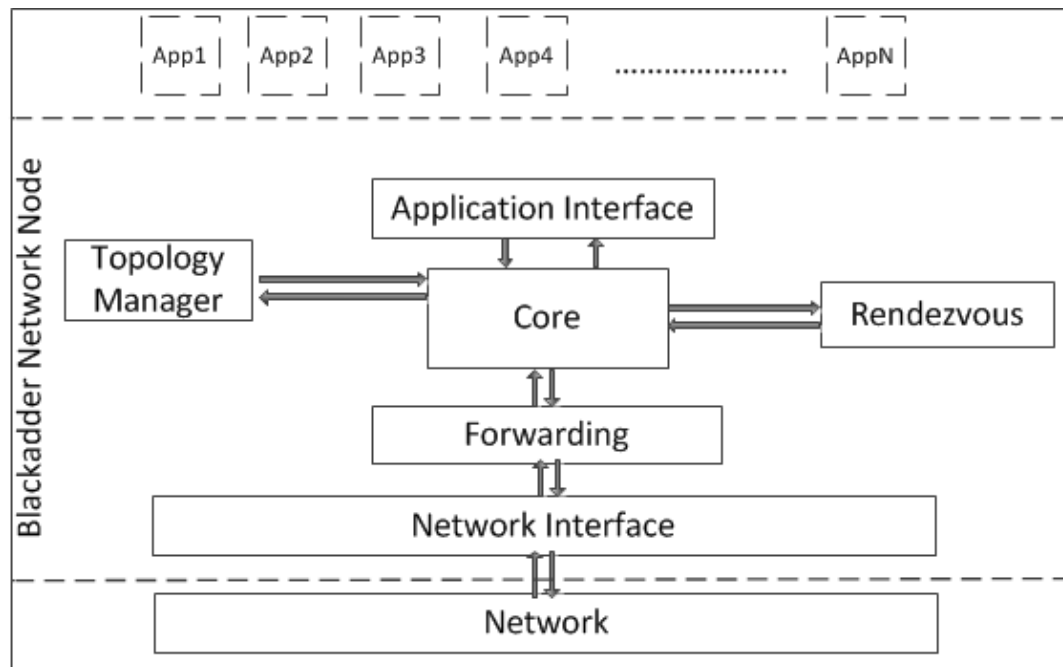 App1
App2
App3
App4
....................
AppN
Blackadder Network Node
Application Interface
Topology
Manager
Core
Rendezvous
Forwarding
Network Interface
Network